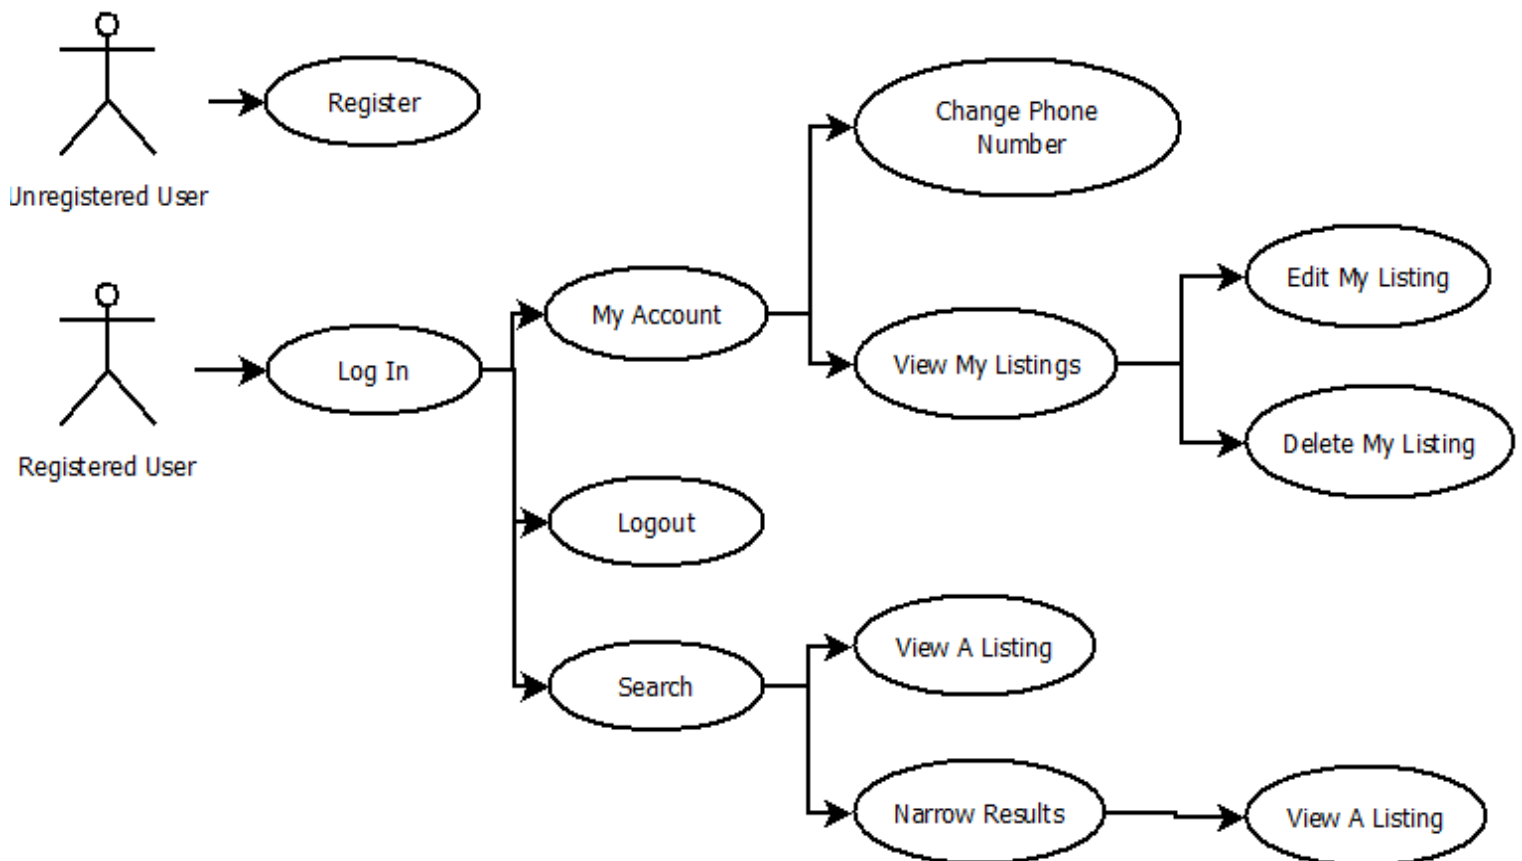 Register
Unregistered User
Change Phone
Number
Edit My Listing
My Account
View My Listings
Log In
Registered User
Delete My Listing
Logout
View A Listing
Search
Narrow Results
View A Listing